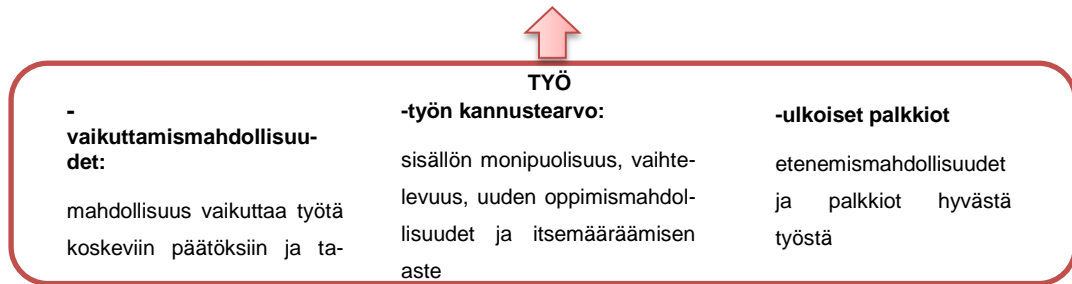 TYÖ
-
vaikuttamismahdollisuu-
det:
mahdollisuus vaikuttaa työtä
koskeviin päätöksiin ja ta-
-työn kannustearvo:
sisällön monipuolisuus, vaihte-
levuus, uuden oppimismahdol-
lisuudet ja itsemääräämisen
aste
-ulkoiset palkkiot
etenemismahdollisuudet
ja palkkiot hyvästä
työstä